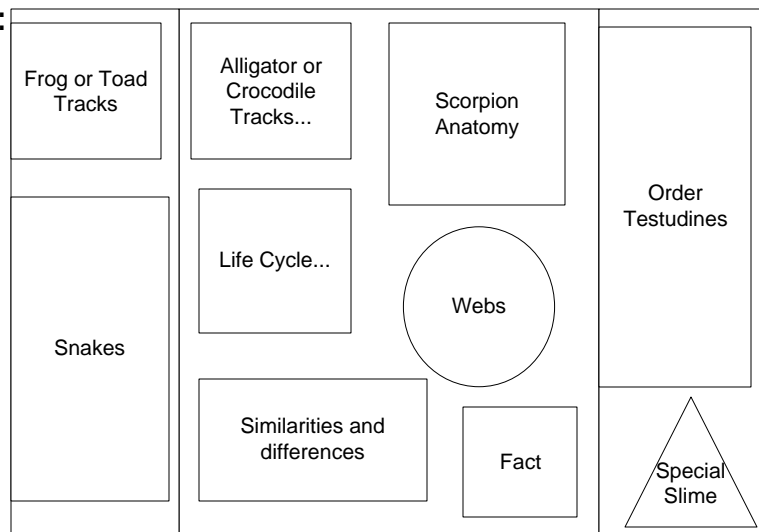 :
Frog or Toad
Tracks
Alligator or
Crocodile
Tracks...
Scorpion
Anatomy
Order
Testudines
Life Cycle...
Webs
Snakes
Similarities and
differences
Fact
Special
Slime